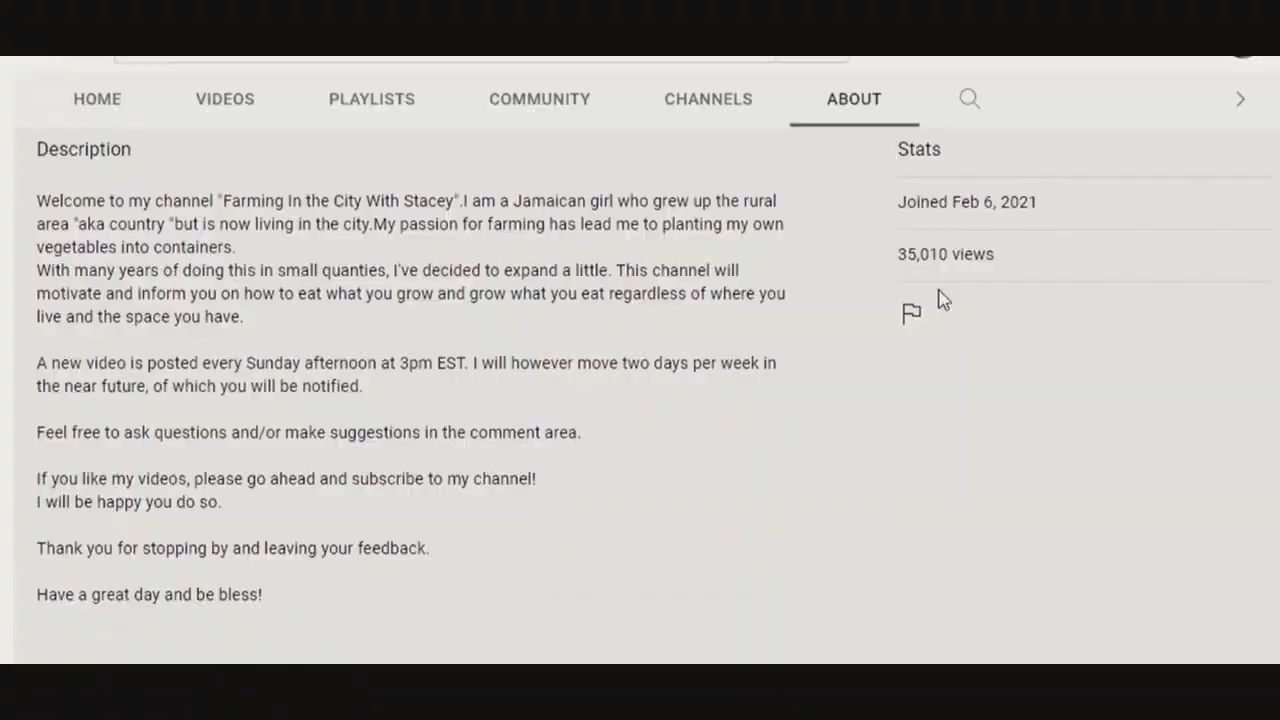 HOME VIDEOS PLAYLISTS COMMUNITY CHANNELS ABOUT
Description
Welcome to my channel "Farming In the City With Stacey".I am a Jamaican girl who grew up the rural
area "aka country "but is now living in the city.My passion for farming has lead me to planting my own
vegetables into containers.
With many years of doing this in small quanties, I've decided to expand a little. This channel will
motivate and inform you on how to eat what you grow and grow what you eat regardless of where you
live and the space you have.
A new video is posted every Sunday afternoon at 3pm EST. I will however move two days per week in
the near future, of which you will be notified.
Feel free to ask questions and/or make suggestions in the comment area.
If you like my videos, please go ahead and subscribe to my channel!
I will be happy you do so.
Thank you for stopping by and leaving your feedback.
Have a great day and be bless!
Stats
Joined Feb 6, 2021
35,010 views